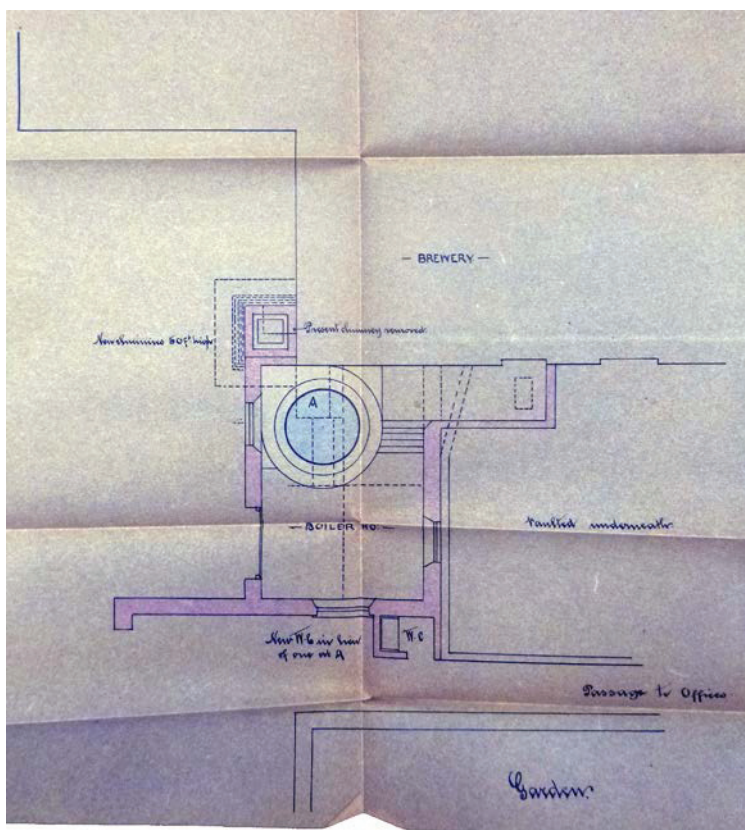 — BREWERY —
Present chimney removed.
New chimney 60ft high
A
— BOILER HO —
Vaulted underneath
New W.C in lieu
of one at A
W.C
Passage to Offices
Garden.